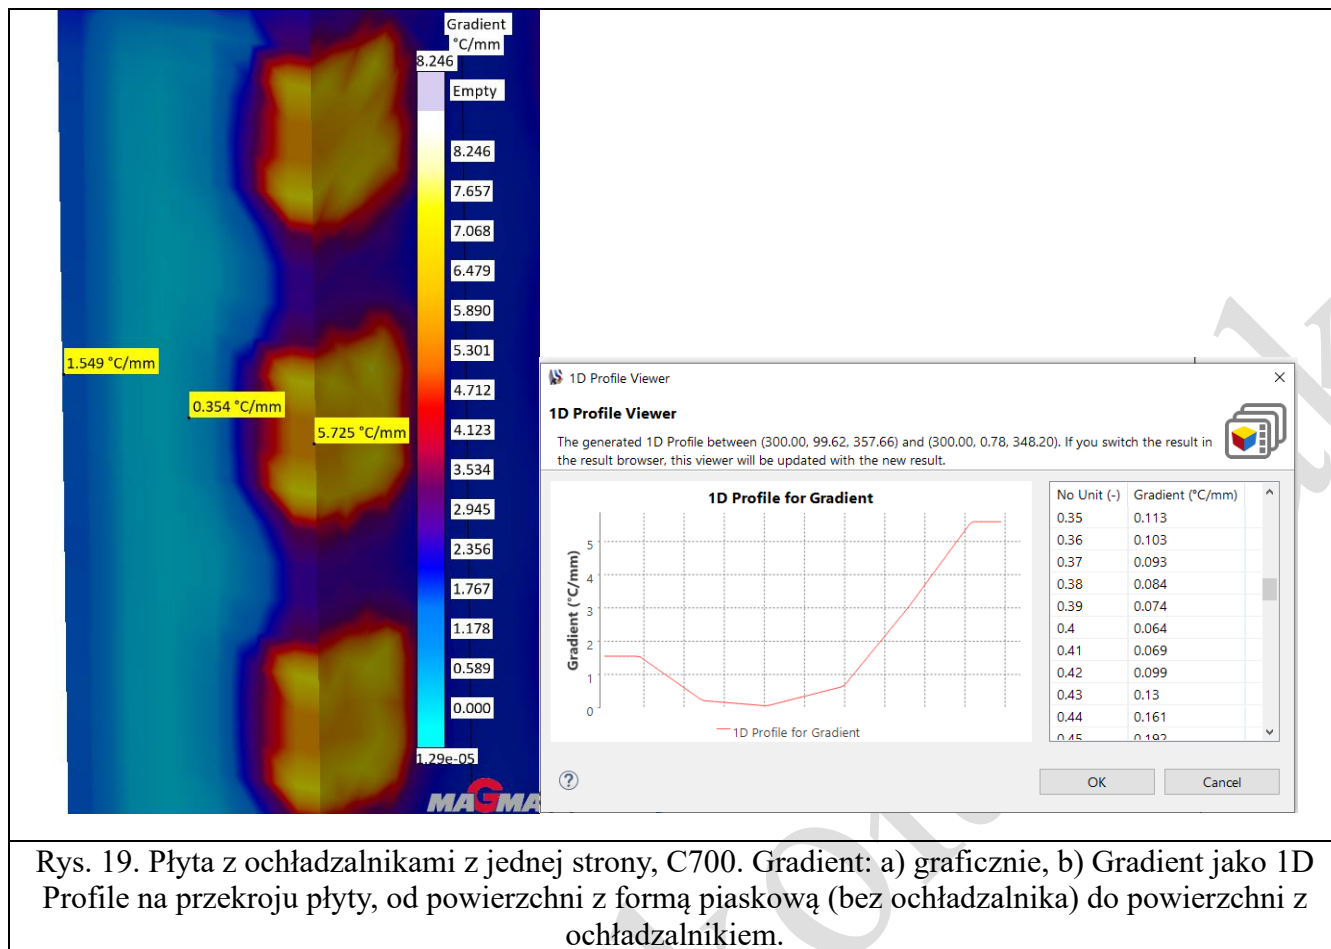 Gradient
°C/mm
8.246
Empty
8.246
7.657
7.068
6.479
5.890
5.301
4.712
4.123
3.534
2.945
2.356
1.767
1.178
0.589
0.000
1.29e-05
1.549 °C/mm
0.354 °C/mm
5.725 °C/mm
MAGMA
1D Profile Viewer
1D Profile Viewer
The generated 1D Profile between (300.00, 99.62, 357.66) and (300.00, 0.78, 348.20). If you switch the result in
the result browser, this viewer will be updated with the new result.
1D Profile for Gradient
Gradient (°C/mm)
5
4
3
2
1
0
1D Profile for Gradient
No Unit (-) Gradient (°C/mm)
0.35 0.113
0.36 0.103
0.37 0.093
0.38 0.084
0.39 0.074
0.4 0.064
0.41 0.069
0.42 0.099
0.43 0.13
0.44 0.161
0.45 0.192
OK Cancel
Rys. 19. Płyta z ochładzalnikami z jednej strony, C700. Gradient: a) graficznie, b) Gradient jako 1D
Profile na przekroju płyty, od powierzchni z formą piaskową (bez ochładzalnika) do powierzchni z
ochładzalnikiem.